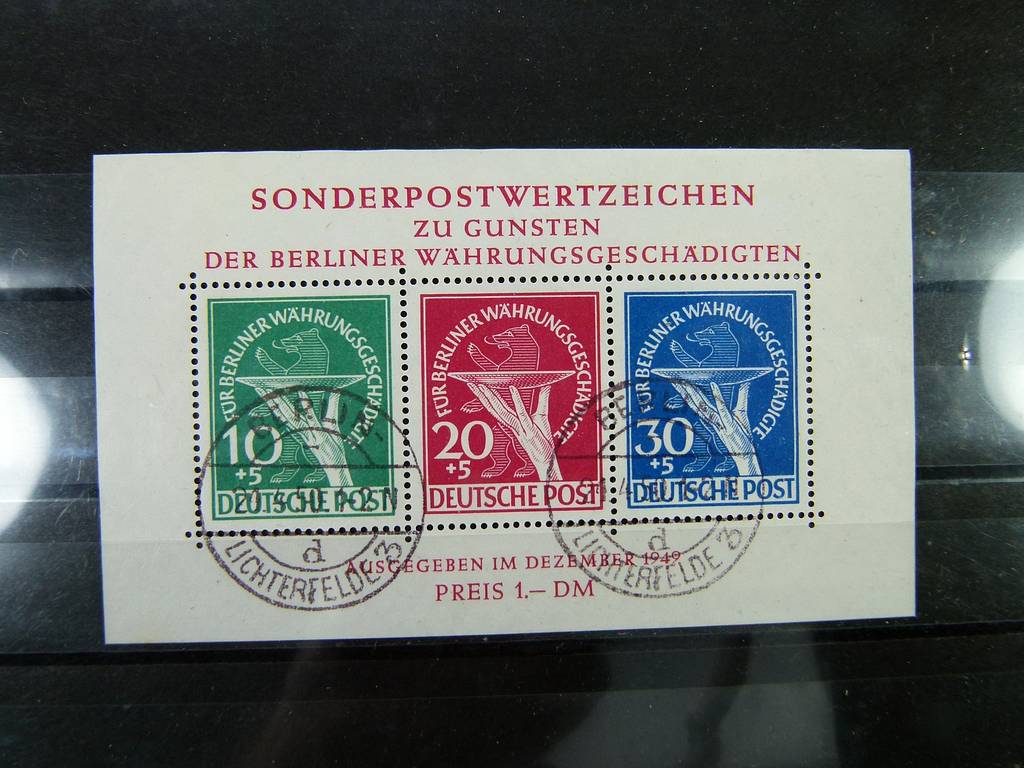 SONDERPOSTWERTZEICHEN
ZU GUNSTEN
DER BERLINER WÄHRUNGSGESCHÄDIGTEN
FÜR BERLINER WÄHRUNGSGESCHÄDIGTE
10
+5
DEUTSCHE POST
FÜR BERLINER WÄHRUNGSGESCHÄDIGTE
20
+5
DEUTSCHE POST
FÜR BERLINER WÄHRUNGSGESCHÄDIGTE
30
+5
DEUTSCHE POST
BERLIN-
d
LICHTERFELDE 3
BERLIN
d
LICHTERFELDE 3
AUSGEGEBEN IM DEZEMBER 1949
PREIS 1.— DM